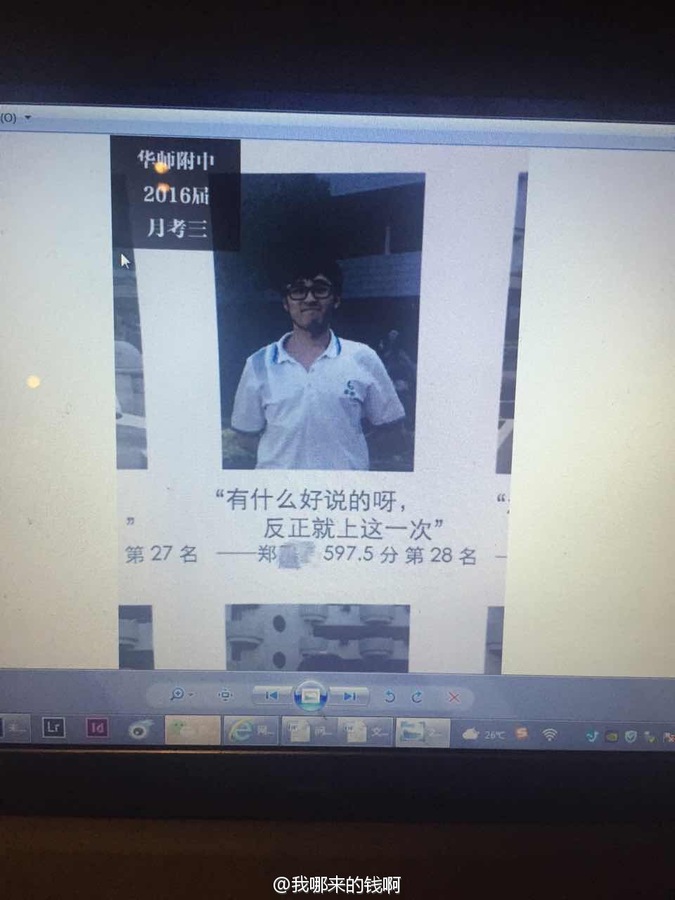 (O)
华师附中
2016届
月考三
“有什么好说的呀，
反正就上这一次”
”
“
第 27 名
——郑 597.5 分 第 28 名
Lr
Id
26℃
@我哪来的钱啊